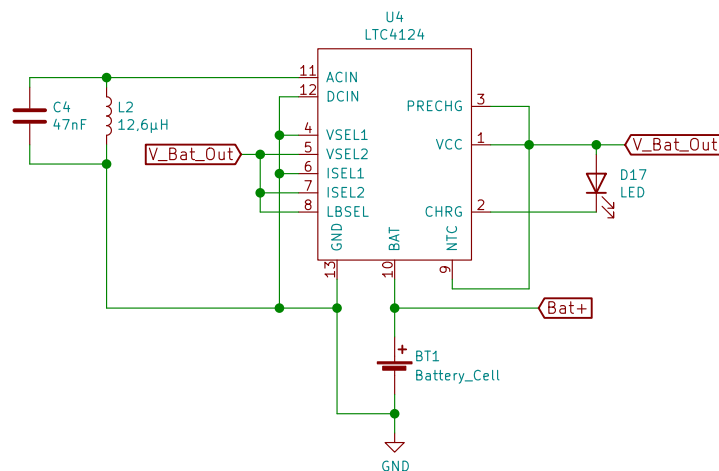 U4
LTC4124
11 ACIN
12 DCIN
PRECHG 3
C4
47nF
L2
12,6µH
4 VSEL1
VCC 1
V_Bat_Out
V_Bat_Out
5 VSEL2
6 ISEL1
D17
LED
7 ISEL2
8 LBSEL
CHRG 2
GND
BAT
NTC
13
10
9
Bat+
BT1
Battery_Cell
+
GND